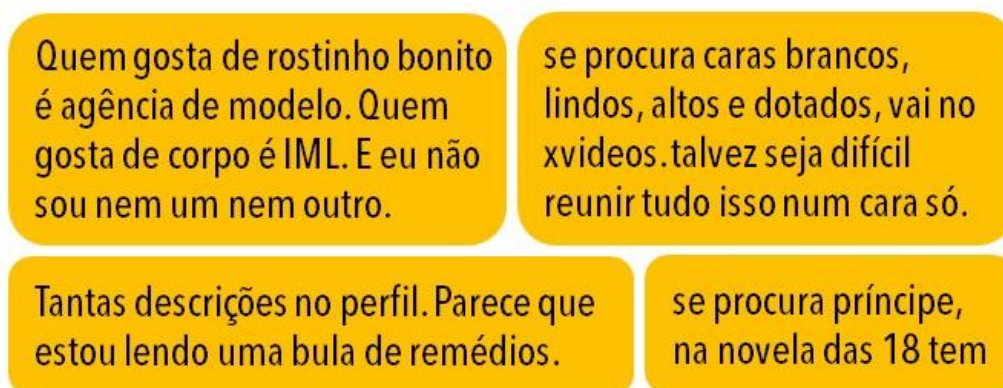 Quem gosta de rostinho bonito
é agência de modelo. Quem
gosta de corpo é IML. E eu não
sou nem um nem outro.
se procura caras brancos,
lindos, altos e dotados, vai no
xvideos.talvez seja difícil
reunir tudo isso num cara só.
Tantas descrições no perfil. Parece que
estou lendo uma bula de remédios.
se procura príncipe,
na novela das 18 tem